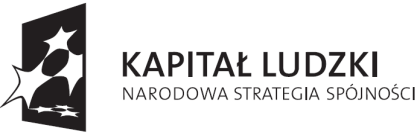 KAPITAŁ LUDZKI
NARODOWA STRATEGIA SPÓJNOŚCI